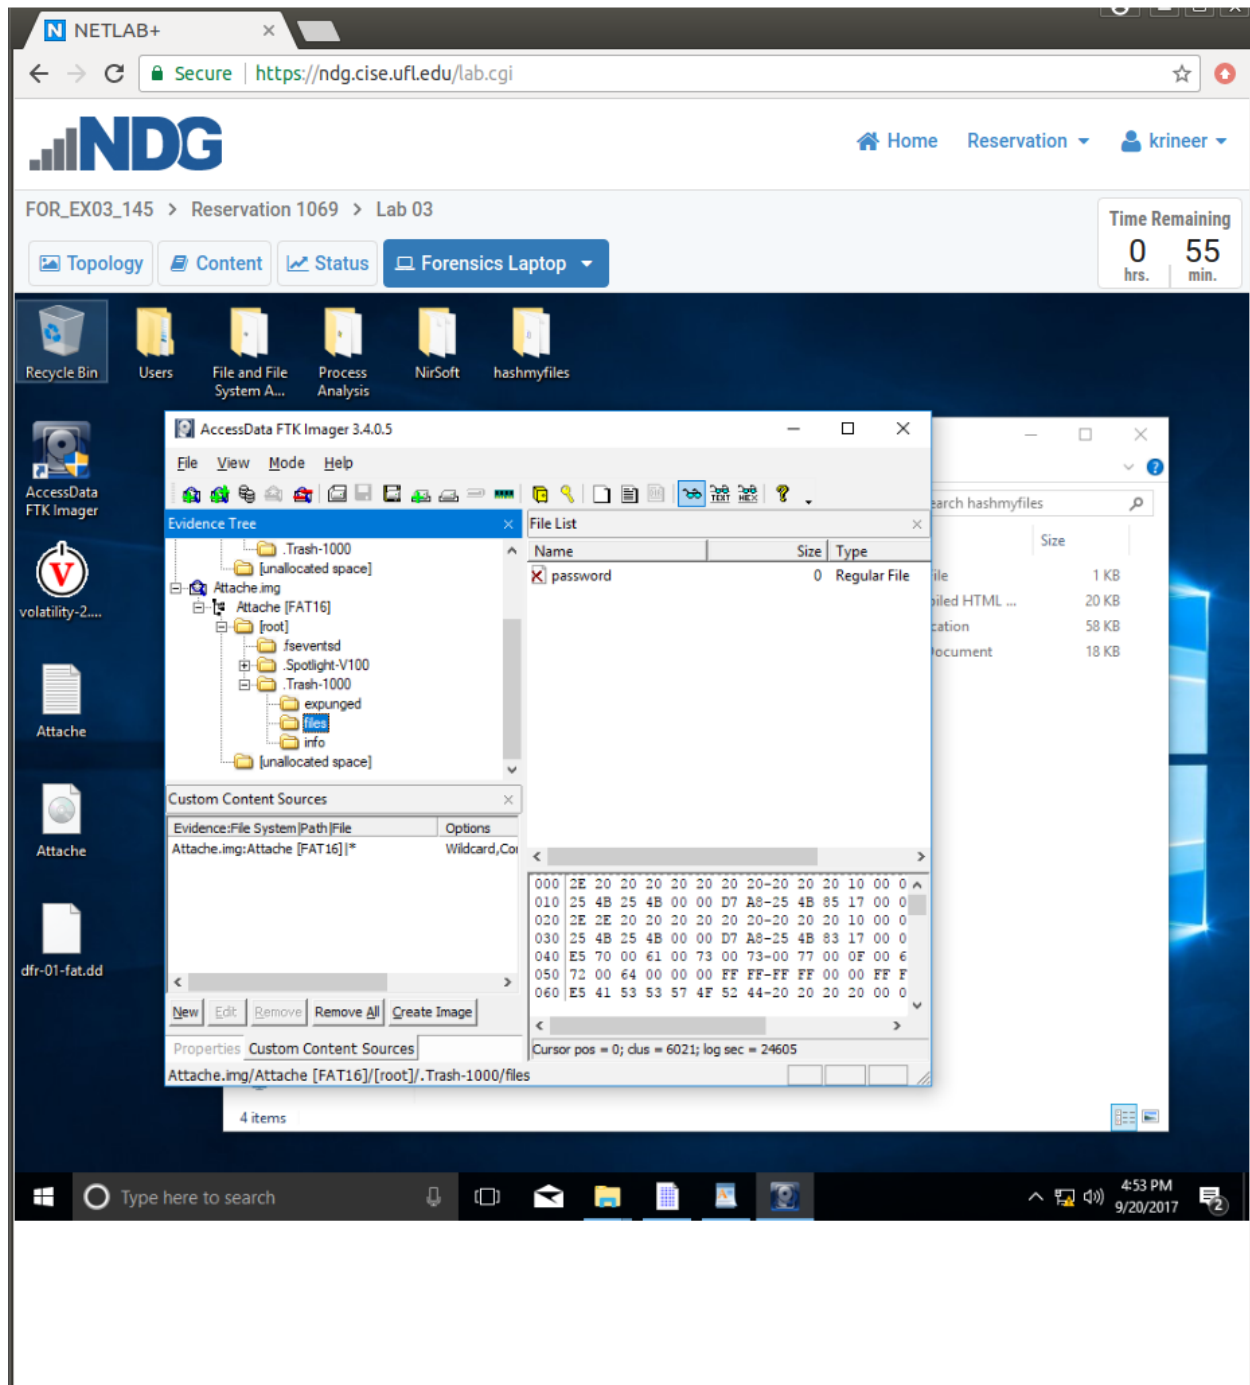 NETLAB+
Secure https://ndg.cise.ufl.edu/lab.cgi
NDG
Home Reservation krineer
FOR_EX03_145 > Reservation 1069 > Lab 03
Time Remaining
0 55
hrs. min.
Topology Content Status Forensics Laptop
Recycle Bin
Users
File and File System A...
Process Analysis
NirSoft
hashmyfiles
AccessData FTK Imager
volatility-2....
Attache
Attache
dfr-01-fat.dd
AccessData FTK Imager 3.4.0.5
File View Mode Help
TEXT HEX
Evidence Tree
.Trash-1000
[unallocated space]
Attache.img
Attache [FAT16]
[root]
.fseventsd
.Spotlight-V100
.Trash-1000
expunged
files
info
[unallocated space]
Custom Content Sources
Evidence:File System|Path|File Options
Attache.img:Attache [FAT16]|* Wildcard,Con
New Edit Remove Remove All Create Image
Properties Custom Content Sources
Attache.img/Attache [FAT16]/[root]/.Trash-1000/files
File List
Name Size Type
password 0 Regular File
000 2E 20 20 20 20 20 20 20-20 20 20 10 00 0
010 25 4B 25 4B 00 00 D7 A8-25 4B 85 17 00 0
020 2E 2E 20 20 20 20 20 20-20 20 20 10 00 0
030 25 4B 25 4B 00 00 D7 A8-25 4B 83 17 00 0
040 E5 70 00 61 00 73 00 73-00 77 00 0F 00 6
050 72 00 64 00 00 00 FF FF-FF FF 00 00 FF F
060 E5 41 53 53 57 4F 52 44-20 20 20 20 00 0
Cursor pos = 0; clus = 6021; log sec = 24605
earch hashmyfiles
Size
ile 1 KB
piled HTML ... 20 KB
cation 58 KB
Document 18 KB
4 items
Type here to search
4:53 PM
9/20/2017
2